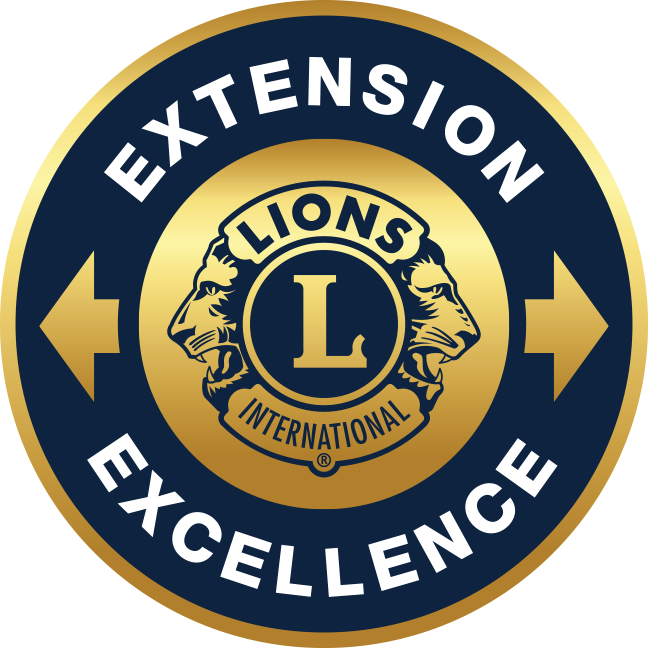 EXTENSION
LIONS
L
INTERNATIONAL
®
EXCELLENCE